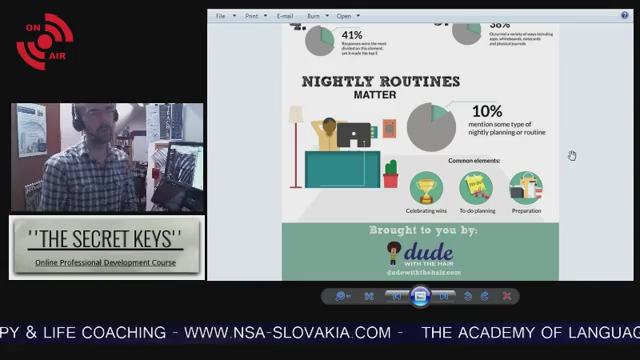 ON
AIR
File Print E-mail Burn Open
41%
Responses were the most
divided on this element,
yet it made the top 5
38%
Occurred a variety of ways including
apps, whiteboards, notecards
and physical journals
NIGHTLY ROUTINES
MATTER
10%
mention some type of
nightly planning or routine
Common elements:
Celebrating wins
To-do planning
Preparation
Brought to you by:
dude
WITH THE HAIR
dudewiththehair.com
"THE SECRET KEYS"
Online Professional Development Course
PY & LIFE COACHING - WWW.NSA-SLOVAKIA.COM - THE ACADEMY OF LANGUA